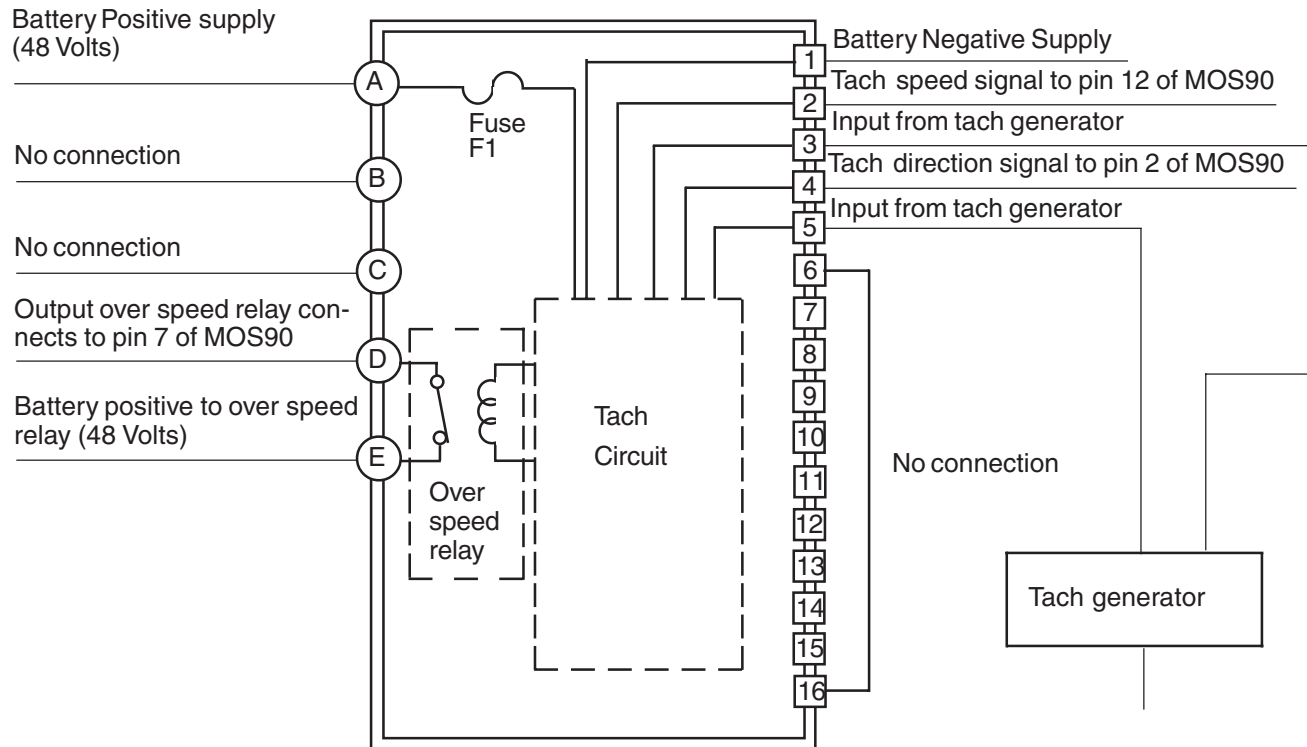 Battery Positive supply
(48 Volts)
A
No connection
B
No connection
C
Output over speed relay con-
nects to pin 7 of MOS90
D
Battery positive to over speed
relay (48 Volts)
E
Fuse
F1
Over
speed
relay
Tach
Circuit
1
Battery Negative Supply
2
Tach speed signal to pin 12 of MOS90
3
Input from tach generator
4
Tach direction signal to pin 2 of MOS90
5
Input from tach generator
6
7
8
9
10
11
12
13
14
15
16
No connection
Tach generator